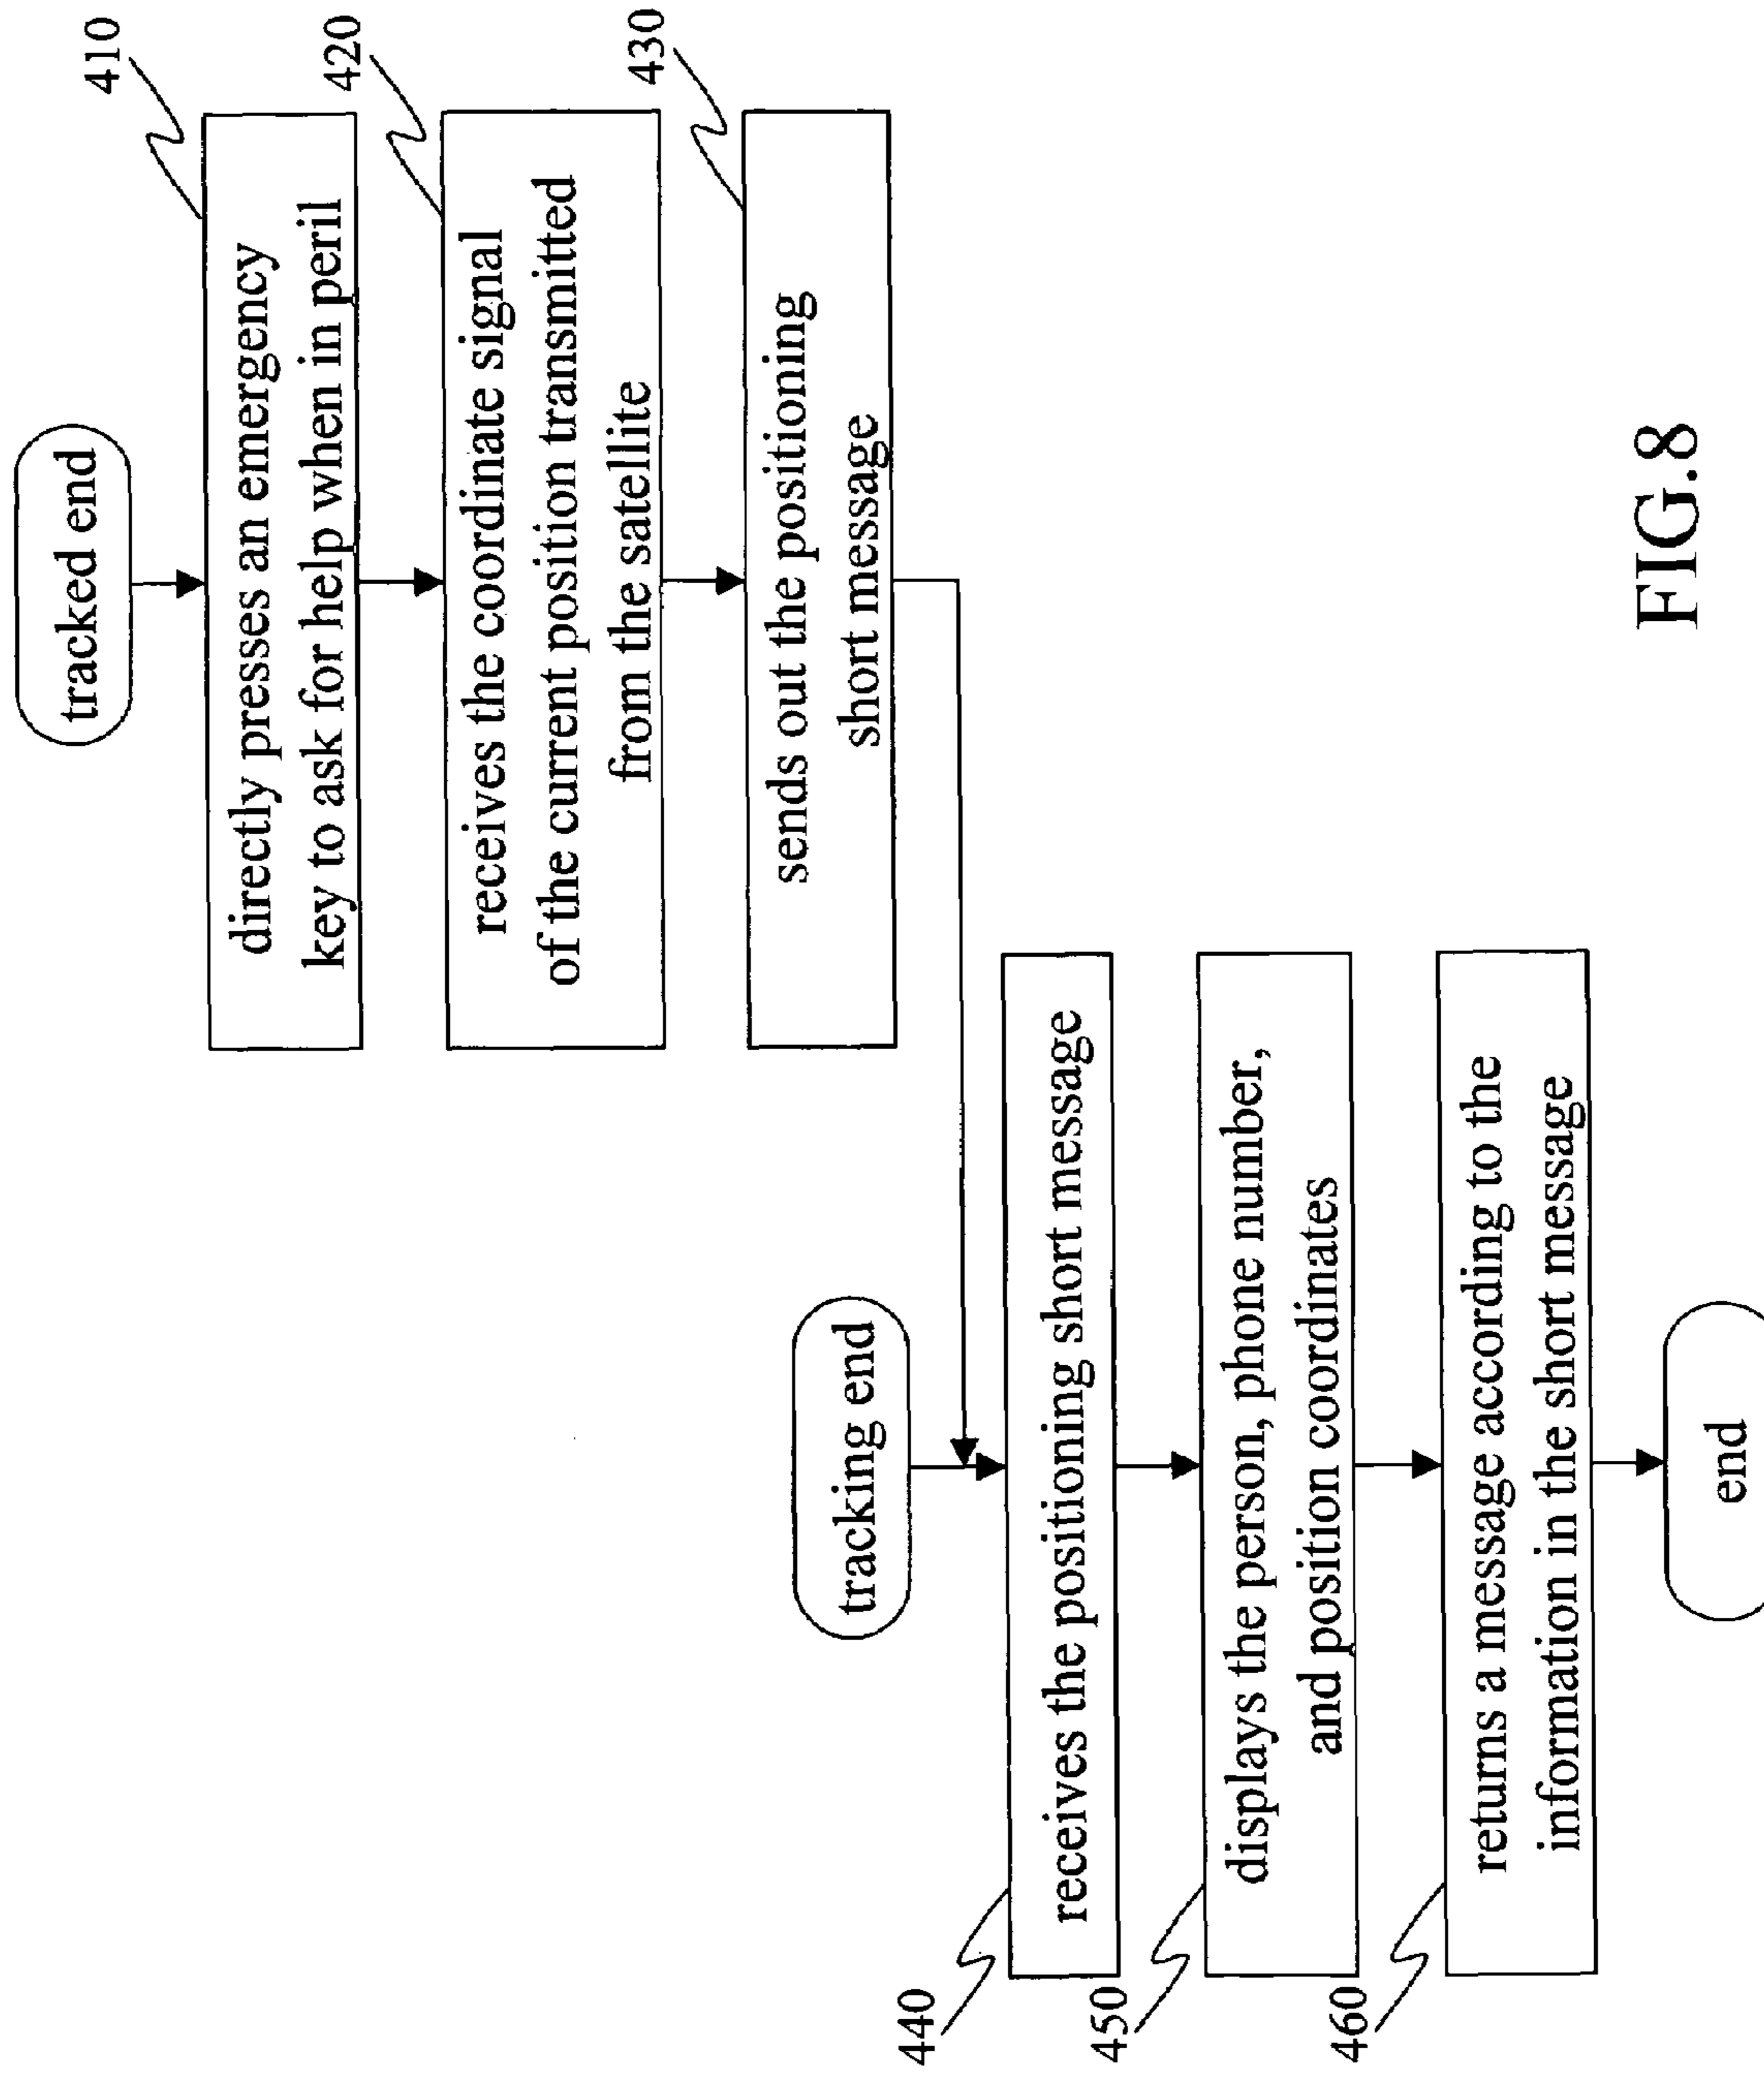 tracked end
410
directly presses an emergency
key to ask for help when in peril
420
receives the coordinate signal
of the current position transmitted
from the satellite
430
sends out the positioning
short message
tracking end
440
receives the positioning short message
450
displays the person, phone number,
and position coordinates
460
returns a message according to the
information in the short message
end
FIG.8